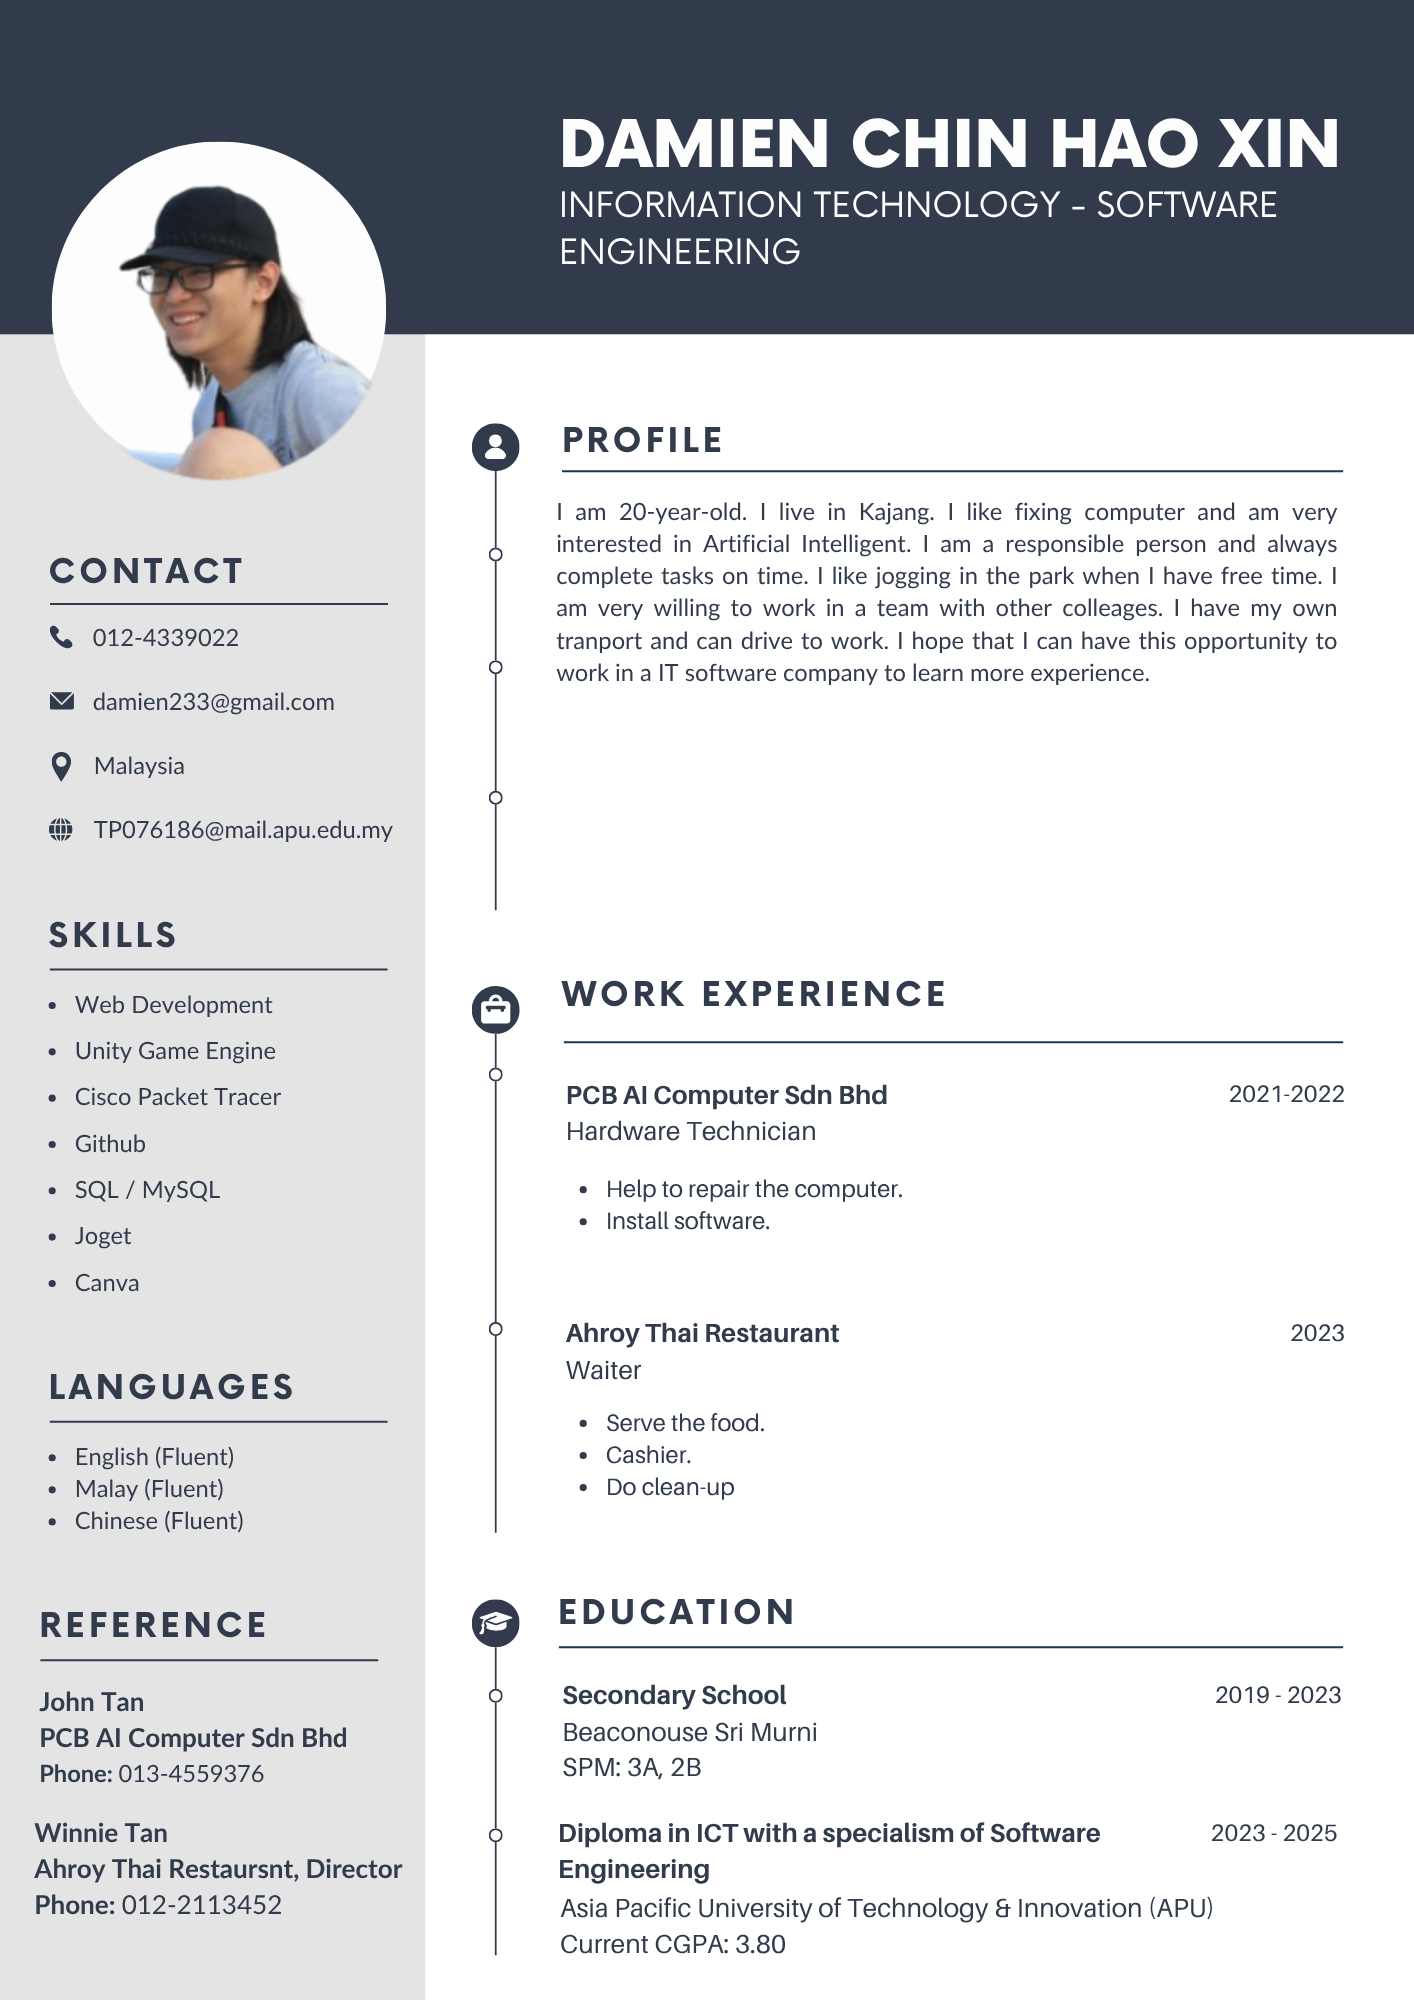 DAMIEN CHIN HAO XIN
INFORMATION TECHNOLOGY - SOFTWARE
ENGINEERING
CONTACT
012-4339022
damien233@gmail.com
Malaysia
TP076186@mail.apu.edu.my
SKILLS
• Web Development
• Unity Game Engine
• Cisco Packet Tracer
• Github
• SQL / MySQL
• Joget
• Canva
LANGUAGES
• English (Fluent)
• Malay (Fluent)
• Chinese (Fluent)
REFERENCE
John Tan
PCB AI Computer Sdn Bhd
Phone: 013-4559376
Winnie Tan
Ahroy Thai Restaursnt, Director
Phone: 012-2113452
PROFILE
I am 20-year-old. I live in Kajang. I like fixing computer and am very
interested in Artificial Intelligent. I am a responsible person and always
complete tasks on time. I like jogging in the park when I have free time. I
am very willing to work in a team with other colleages. I have my own
tranport and can drive to work. I hope that I can have this opportunity to
work in a IT software company to learn more experience.
WORK EXPERIENCE
PCB AI Computer Sdn Bhd 2021-2022
Hardware Technician
• Help to repair the computer.
• Install software.
Ahroy Thai Restaurant 2023
Waiter
• Serve the food.
• Cashier.
• Do clean-up
EDUCATION
Secondary School 2019 - 2023
Beaconouse Sri Murni
SPM: 3A, 2B
Diploma in ICT with a specialism of Software 2023 - 2025
Engineering
Asia Pacific University of Technology & Innovation (APU)
Current CGPA: 3.80